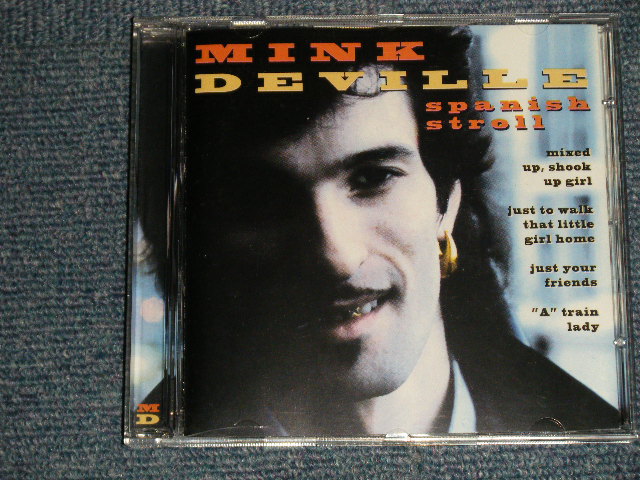 MINK
DEVILLE
spanish
stroll
mixed
up, shook
up girl
just to walk
that little
girl home
just your
friends
"A" train
lady
M
D